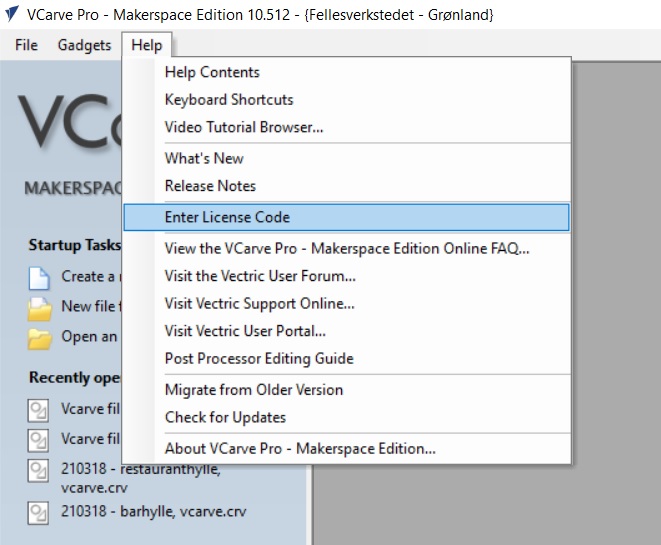 VCarve Pro - Makerspace Edition 10.512 - {Fellesverkstedet - Grønland}
File Gadgets Help
Help Contents
Keyboard Shortcuts
Video Tutorial Browser...
What's New
Release Notes
Enter License Code
View the VCarve Pro - Makerspace Edition Online FAQ...
Visit the Vectric User Forum...
Visit Vectric Support Online...
Visit Vectric User Portal...
Post Processor Editing Guide
Migrate from Older Version
Check for Updates
About VCarve Pro - Makerspace Edition...
VC
MAKERSPAC
Startup Tasks
Create a
New file f
Open an
Recently ope
Vcarve fil
Vcarve fil
210318 - restauranthylle,
vcarve.crv
210318 - barhylle, vcarve.crv